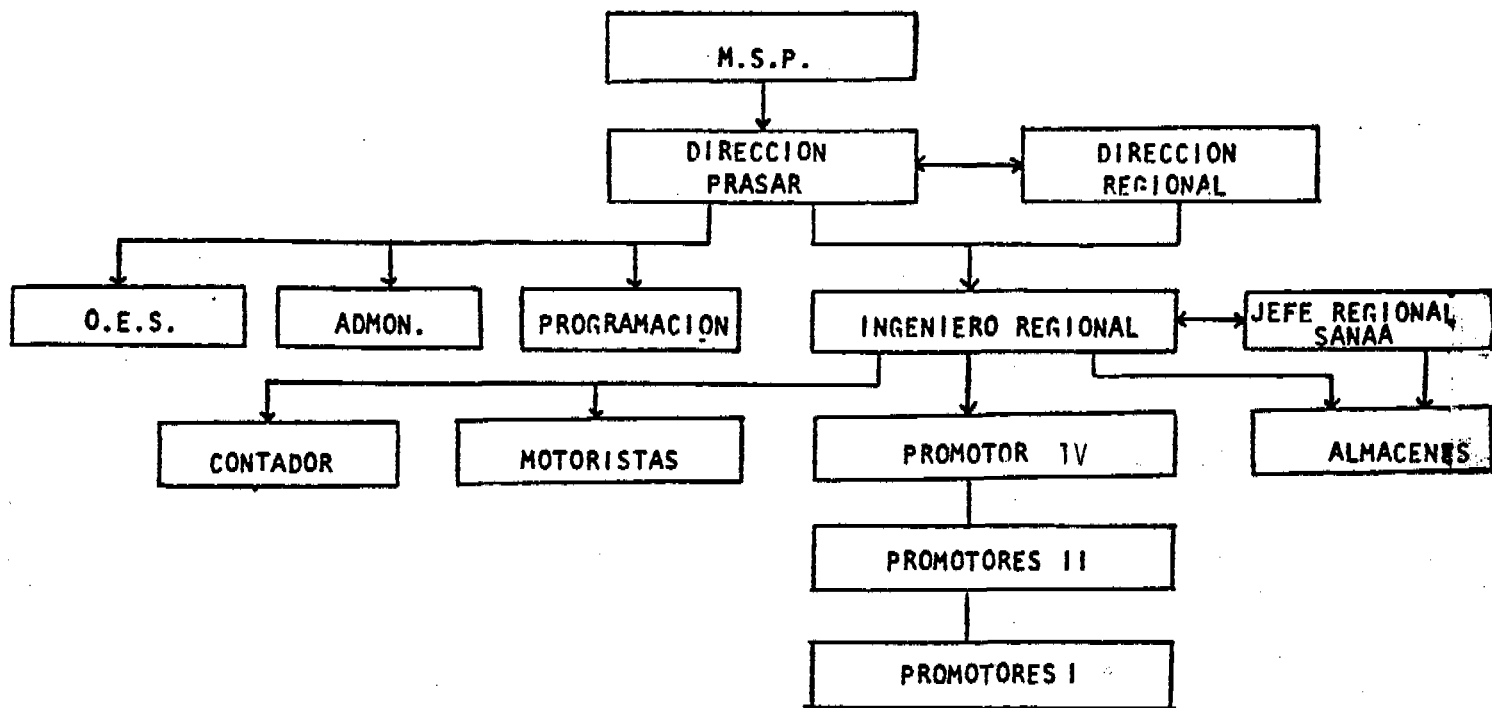 M.S.P.
DIRECCION
PRASAR
DIRECCION
REGIONAL
O.E.S.
ADMON.
PROGRAMACION
INGENIERO REGIONAL
JEFE REGIONAL
SANAA
CONTADOR
MOTORISTAS
PROMOTOR IV
ALMACENES
PROMOTORES II
PROMOTORES I